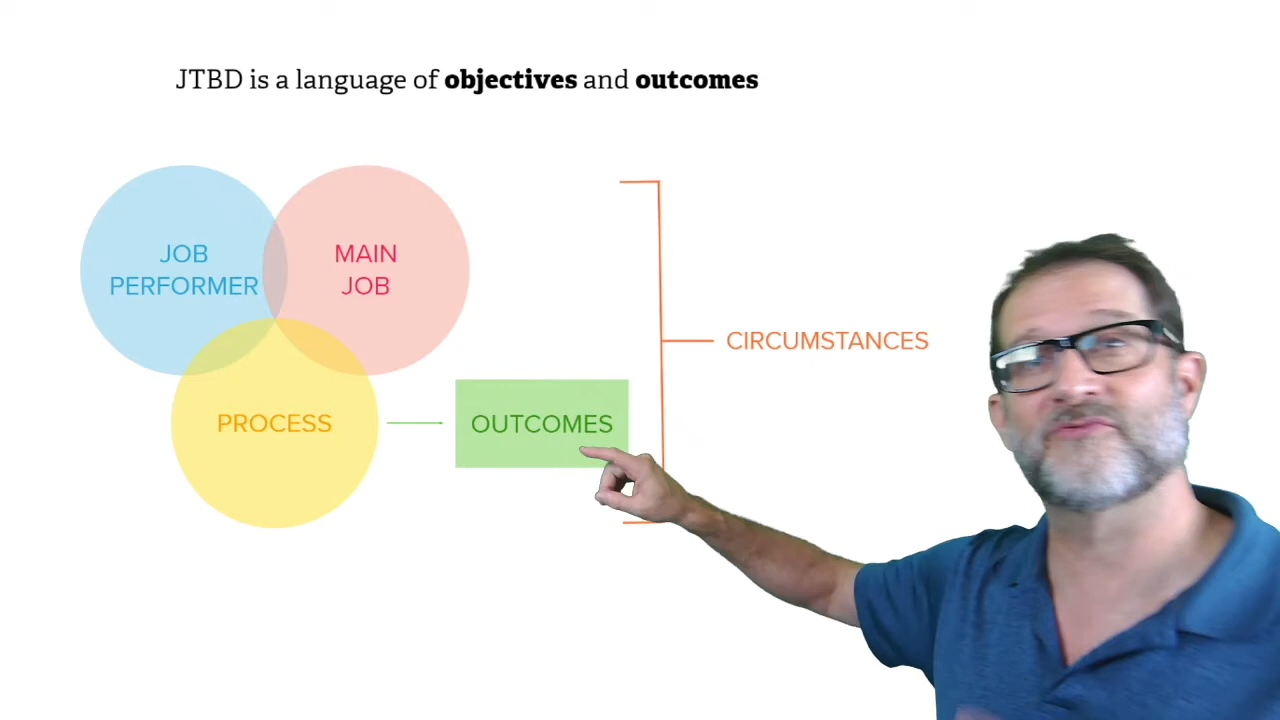 JTBD is a language of objectives and outcomes
JOB
PERFORMER
MAIN
JOB
CIRCUMSTANCES
PROCESS
OUTCOMES